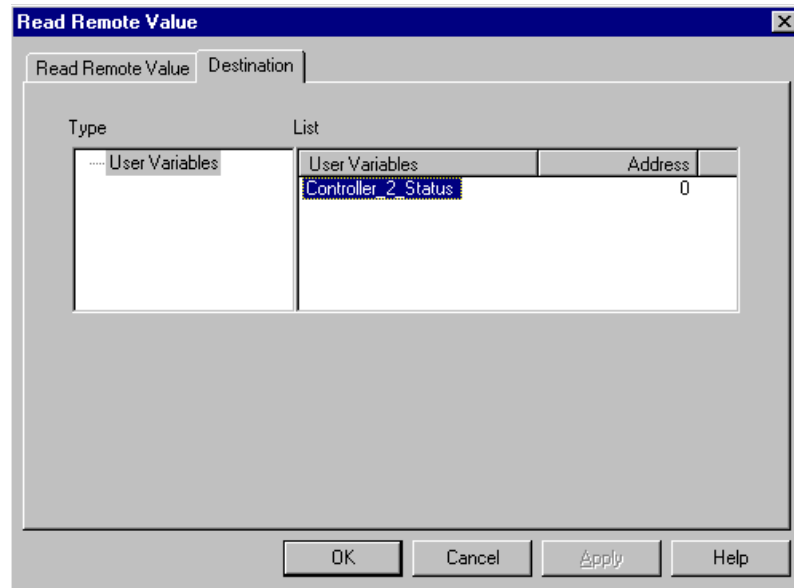 Read Remote Value
Read Remote Value Destination
Type List
User Variables User Variables Address
Controller_2_Status 0
OK Cancel Apply Help